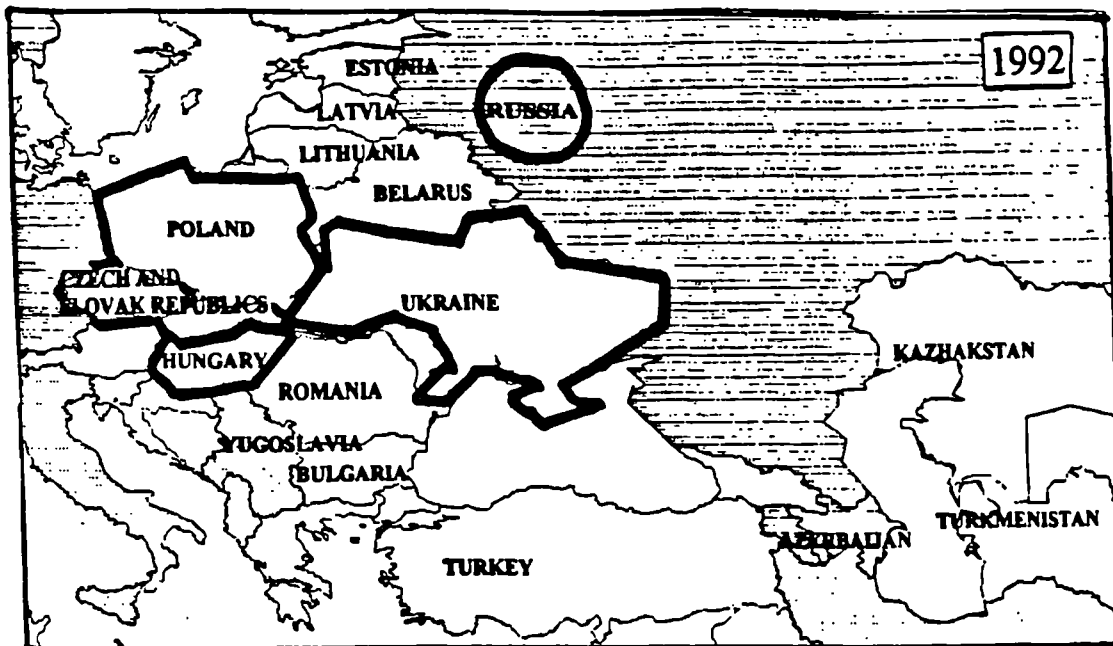 1992
ESTONIA
RUSSIA
LATVIA
LITHUANIA
BELARUS
POLAND
CZECH AND
SLOVAK REPUBLICS
UKRAINE
HUNGARY
KAZHAKSTAN
ROMANIA
YUGOSLAVIA
BULGARIA
TURKMENISTAN
AZERBAIJAN
TURKEY